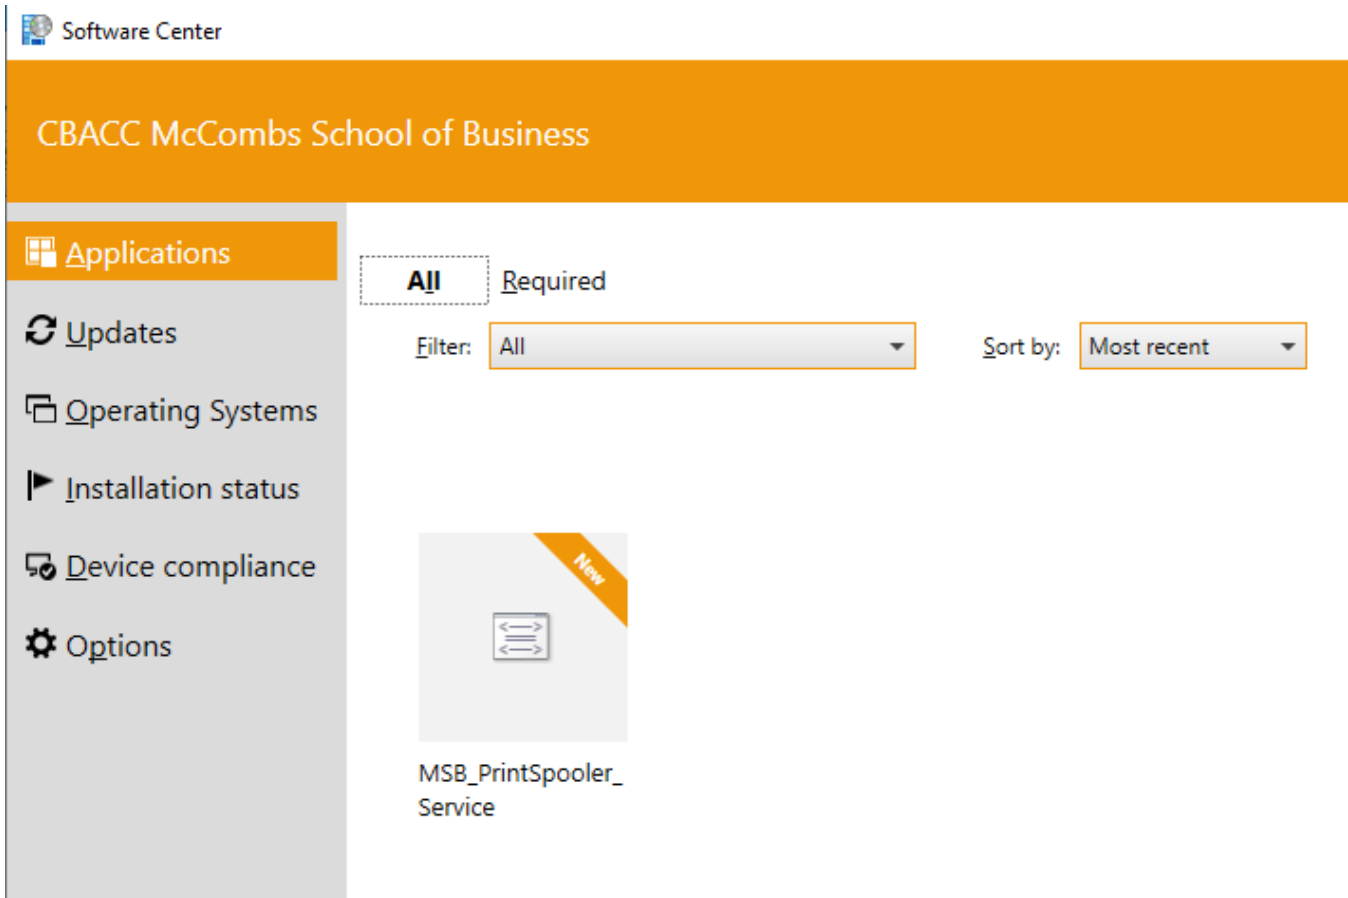 Software Center
CBACC McCombs School of Business
Applications
Updates
Operating Systems
Installation status
Device compliance
Options
All Required
Filter: All Sort by: Most recent
New
MSB_PrintSpooler_
Service